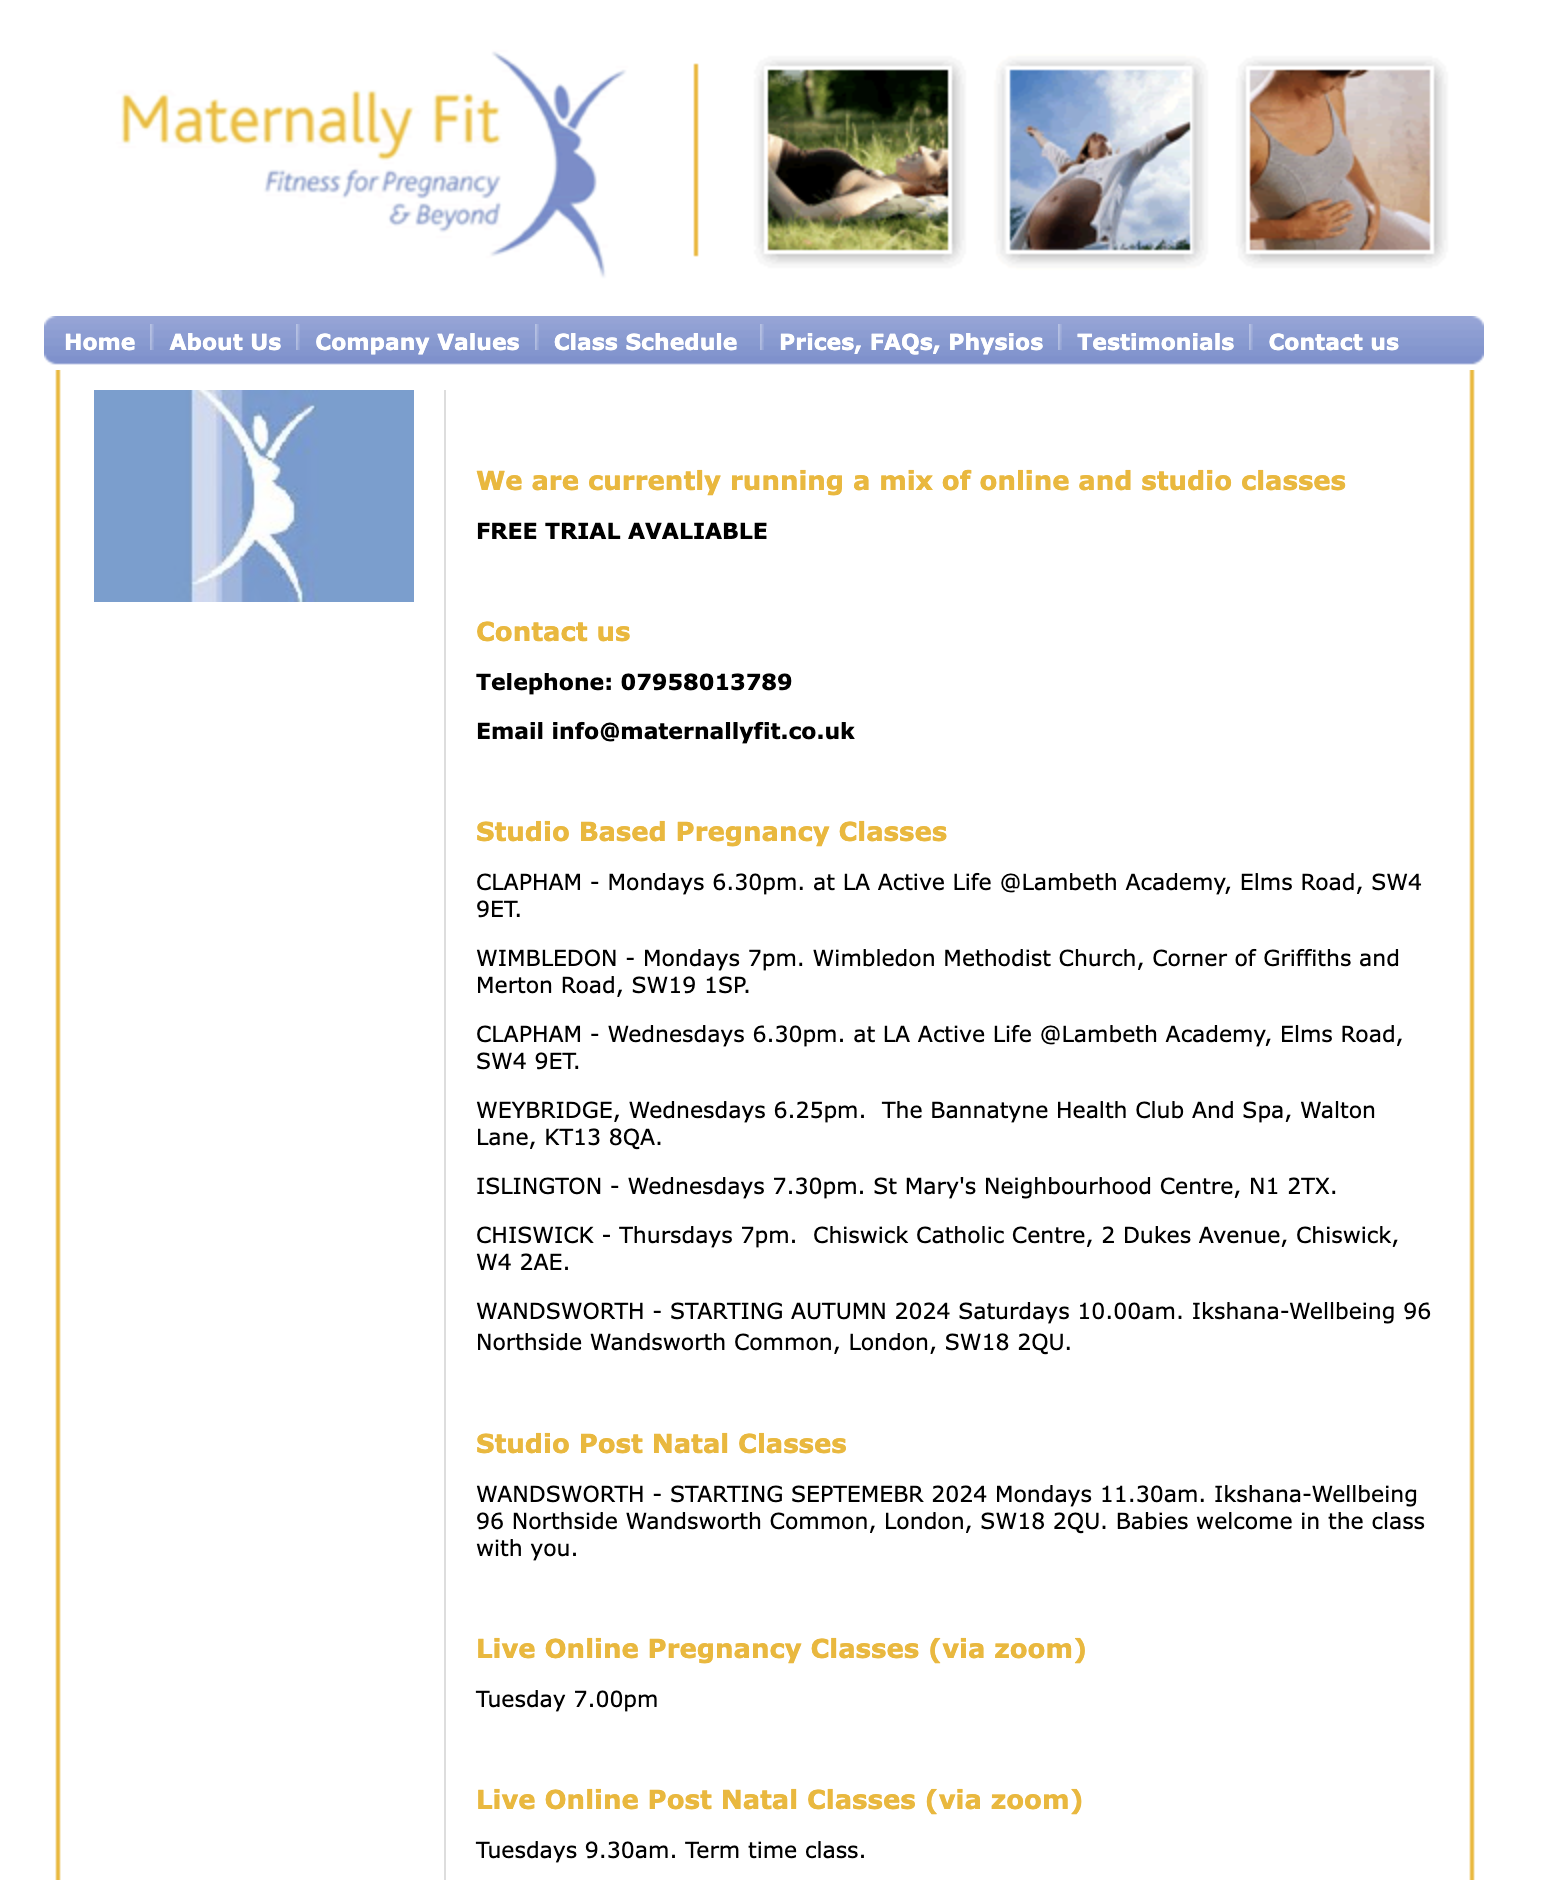 Maternally Fit
Fitness for Pregnancy
& Beyond
Home
About Us
Company Values
Class Schedule
Prices, FAQs, Physios
Testimonials
Contact us
We are currently running a mix of online and studio classes
FREE TRIAL AVALIABLE
Contact us
Telephone: 07958013789
Email info@maternallyfit.co.uk
Studio Based Pregnancy Classes
CLAPHAM - Mondays 6.30pm. at LA Active Life @Lambeth Academy, Elms Road, SW4
9ET.
WIMBLEDON - Mondays 7pm. Wimbledon Methodist Church, Corner of Griffiths and
Merton Road, SW19 1SP.
CLAPHAM - Wednesdays 6.30pm. at LA Active Life @Lambeth Academy, Elms Road,
SW4 9ET.
WEYBRIDGE, Wednesdays 6.25pm.  The Bannatyne Health Club And Spa, Walton
Lane, KT13 8QA.
ISLINGTON - Wednesdays 7.30pm. St Mary's Neighbourhood Centre, N1 2TX.
CHISWICK - Thursdays 7pm.  Chiswick Catholic Centre, 2 Dukes Avenue, Chiswick,
W4 2AE.
WANDSWORTH - STARTING AUTUMN 2024 Saturdays 10.00am. Ikshana-Wellbeing 96
Northside Wandsworth Common, London, SW18 2QU.
Studio Post Natal Classes
WANDSWORTH - STARTING SEPTEMEBR 2024 Mondays 11.30am. Ikshana-Wellbeing
96 Northside Wandsworth Common, London, SW18 2QU. Babies welcome in the class
with you.
Live Online Pregnancy Classes (via zoom)
Tuesday 7.00pm
Live Online Post Natal Classes (via zoom)
Tuesdays 9.30am. Term time class.